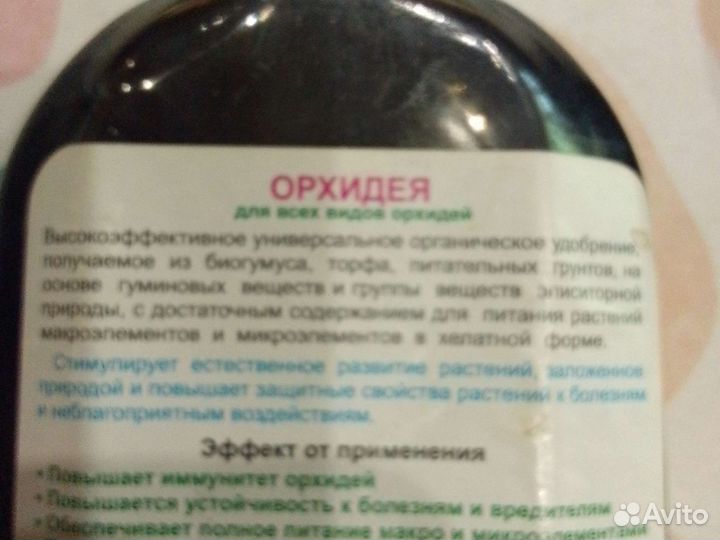 ОРХИДЕЯ
для всех видов орхидей
Высокоэффективное универсальное органическое удобрение,
получаемое из биогумуса, торфа, питательных грунтов, на
основе гуминовых веществ и группы веществ элиситорной
природы, с достаточным содержанием для питания растений
макроэлементов и микроэлементов в хелатной форме.
Стимулирует естественное развитие растений, заложенное
природой и повышает защитные свойства растений к болезням
и неблагоприятным воздействиям.
Эффект от применения
• Повышает иммунитет орхидей
• Повышается устойчивость к болезням и вредителям
• Обеспечивает полное питание макро и микроэлементами
Avito